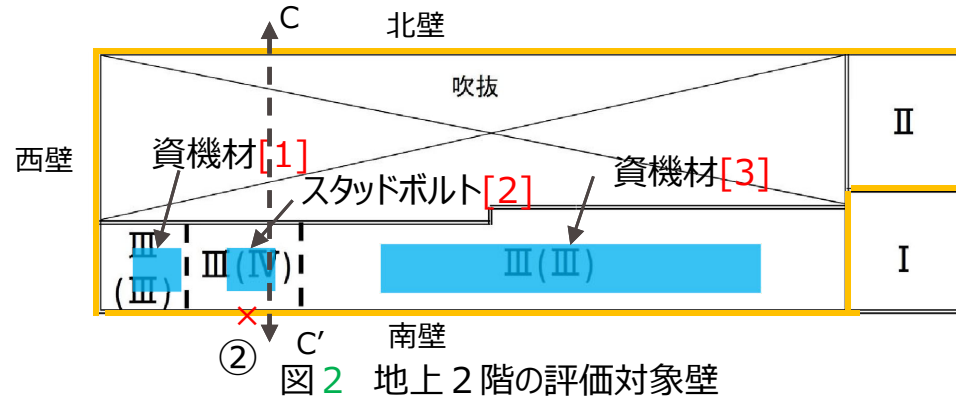 C
北壁
吹抜
Ⅱ
西壁
資機材[1]
スタッドボルト[2]
資機材[3]
Ⅲ
(Ⅲ)
Ⅲ(Ⅳ)
Ⅲ(Ⅲ)
Ⅰ
×
②
C′
南壁
図2 地上2階の評価対象壁